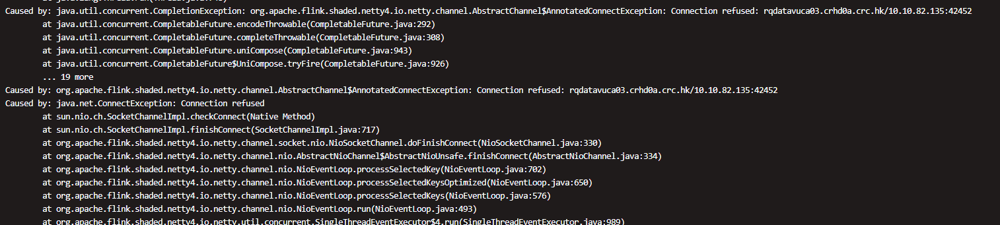 Caused by: java.util.concurrent.CompletionException: org.apache.flink.shaded.netty4.io.netty.channel.AbstractChannel$AnnotatedConnectException: Connection refused: rqdatavuca03.crhd0a.crc.hk/10.10.82.135:42452
at java.util.concurrent.CompletableFuture.encodeThrowable(CompletableFuture.java:292)
at java.util.concurrent.CompletableFuture.completeThrowable(CompletableFuture.java:308)
at java.util.concurrent.CompletableFuture.uniCompose(CompletableFuture.java:943)
at java.util.concurrent.CompletableFuture$UniCompose.tryFire(CompletableFuture.java:926)
... 19 more
Caused by: org.apache.flink.shaded.netty4.io.netty.channel.AbstractChannel$AnnotatedConnectException: Connection refused: rqdatavuca03.crhd0a.crc.hk/10.10.82.135:42452
Caused by: java.net.ConnectException: Connection refused
at sun.nio.ch.SocketChannelImpl.checkConnect(Native Method)
at sun.nio.ch.SocketChannelImpl.finishConnect(SocketChannelImpl.java:717)
at org.apache.flink.shaded.netty4.io.netty.channel.socket.nio.NioSocketChannel.doFinishConnect(NioSocketChannel.java:330)
at org.apache.flink.shaded.netty4.io.netty.channel.nio.AbstractNioChannel$AbstractNioUnsafe.finishConnect(AbstractNioChannel.java:334)
at org.apache.flink.shaded.netty4.io.netty.channel.nio.NioEventLoop.processSelectedKey(NioEventLoop.java:702)
at org.apache.flink.shaded.netty4.io.netty.channel.nio.NioEventLoop.processSelectedKeysOptimized(NioEventLoop.java:650)
at org.apache.flink.shaded.netty4.io.netty.channel.nio.NioEventLoop.processSelectedKeys(NioEventLoop.java:576)
at org.apache.flink.shaded.netty4.io.netty.channel.nio.NioEventLoop.run(NioEventLoop.java:493)
at org.apache.flink.shaded.netty4.io.netty.util.concurrent.SingleThreadEventExecutor$4.run(SingleThreadEventExecutor.java:989)